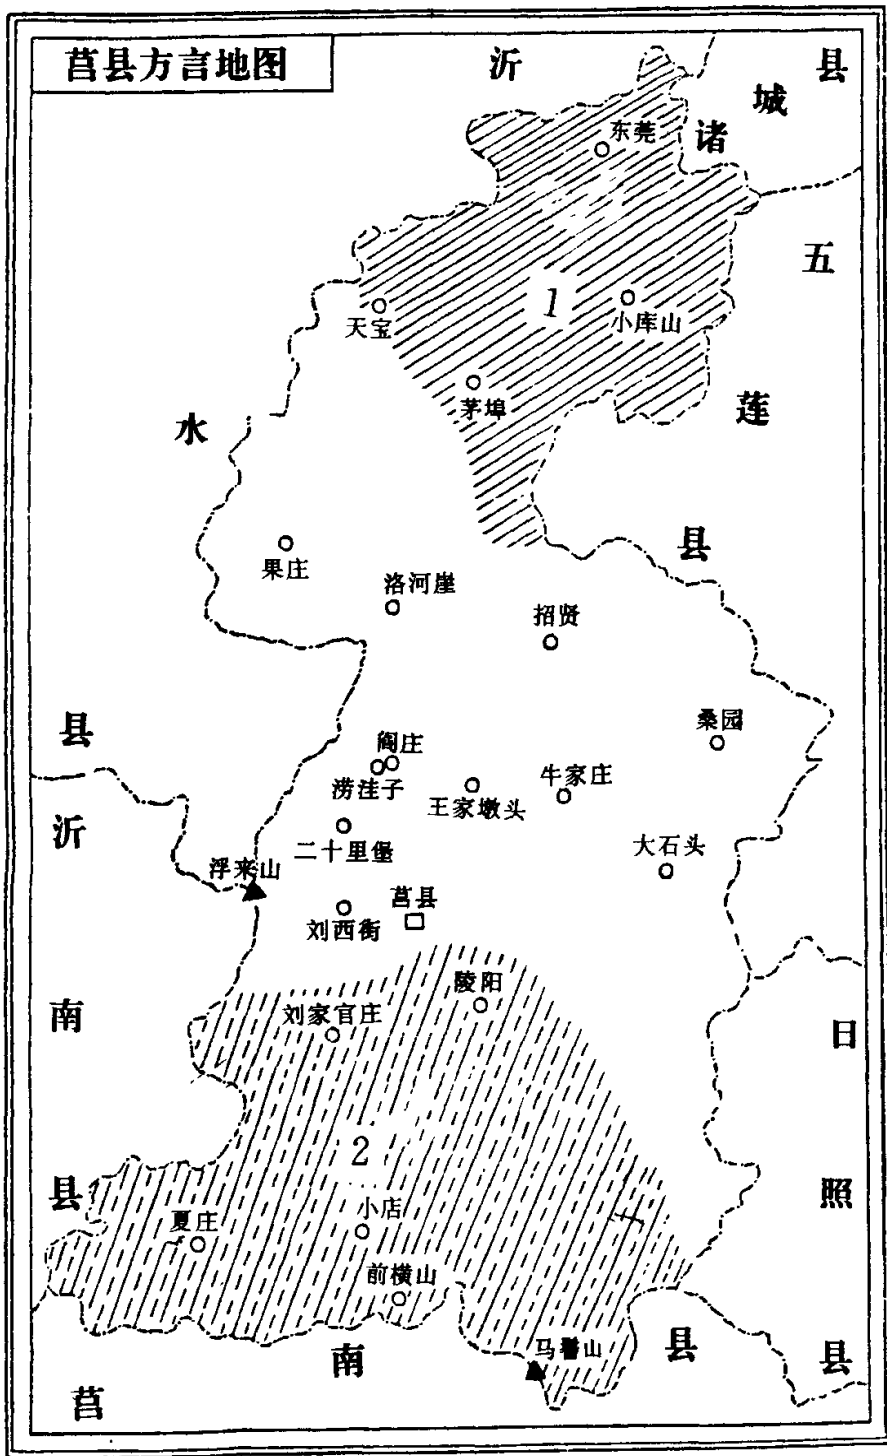 莒县方言地图
沂
水
县
诸
城
县
五
莲
县
东莞
1
小库山
天宝
茅埠
果庄
洛河崖
招贤
桑园
阎庄
涝洼子
王家墩头
牛家庄
二十里堡
大石头
浮来山
莒县
刘西街
沂
南
县
陵阳
刘家官庄
日
照
县
2
夏庄
小店
前横山
马鬐山
莒
南
县